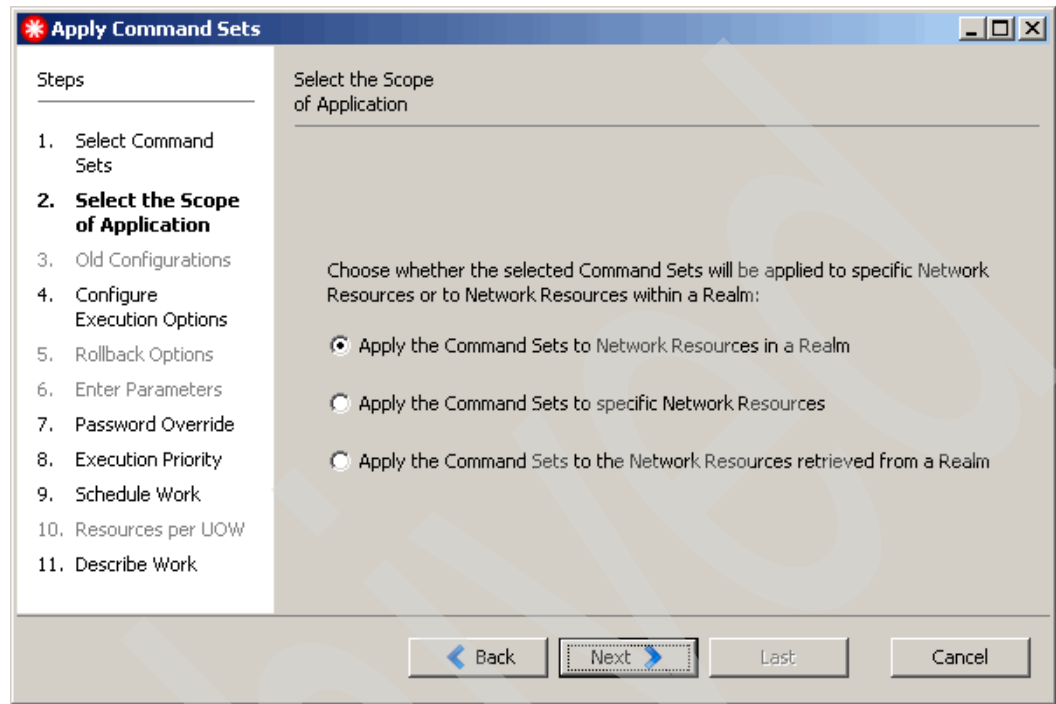 Apply Command Sets
Steps
1. Select Command
Sets
2. Select the Scope
of Application
3. Old Configurations
4. Configure
Execution Options
5. Rollback Options
6. Enter Parameters
7. Password Override
8. Execution Priority
9. Schedule Work
10. Resources per UOW
11. Describe Work
Select the Scope
of Application
Choose whether the selected Command Sets will be applied to specific Network
Resources or to Network Resources within a Realm:
Apply the Command Sets to Network Resources in a Realm
Apply the Command Sets to specific Network Resources
Apply the Command Sets to the Network Resources retrieved from a Realm
Back Next Last Cancel